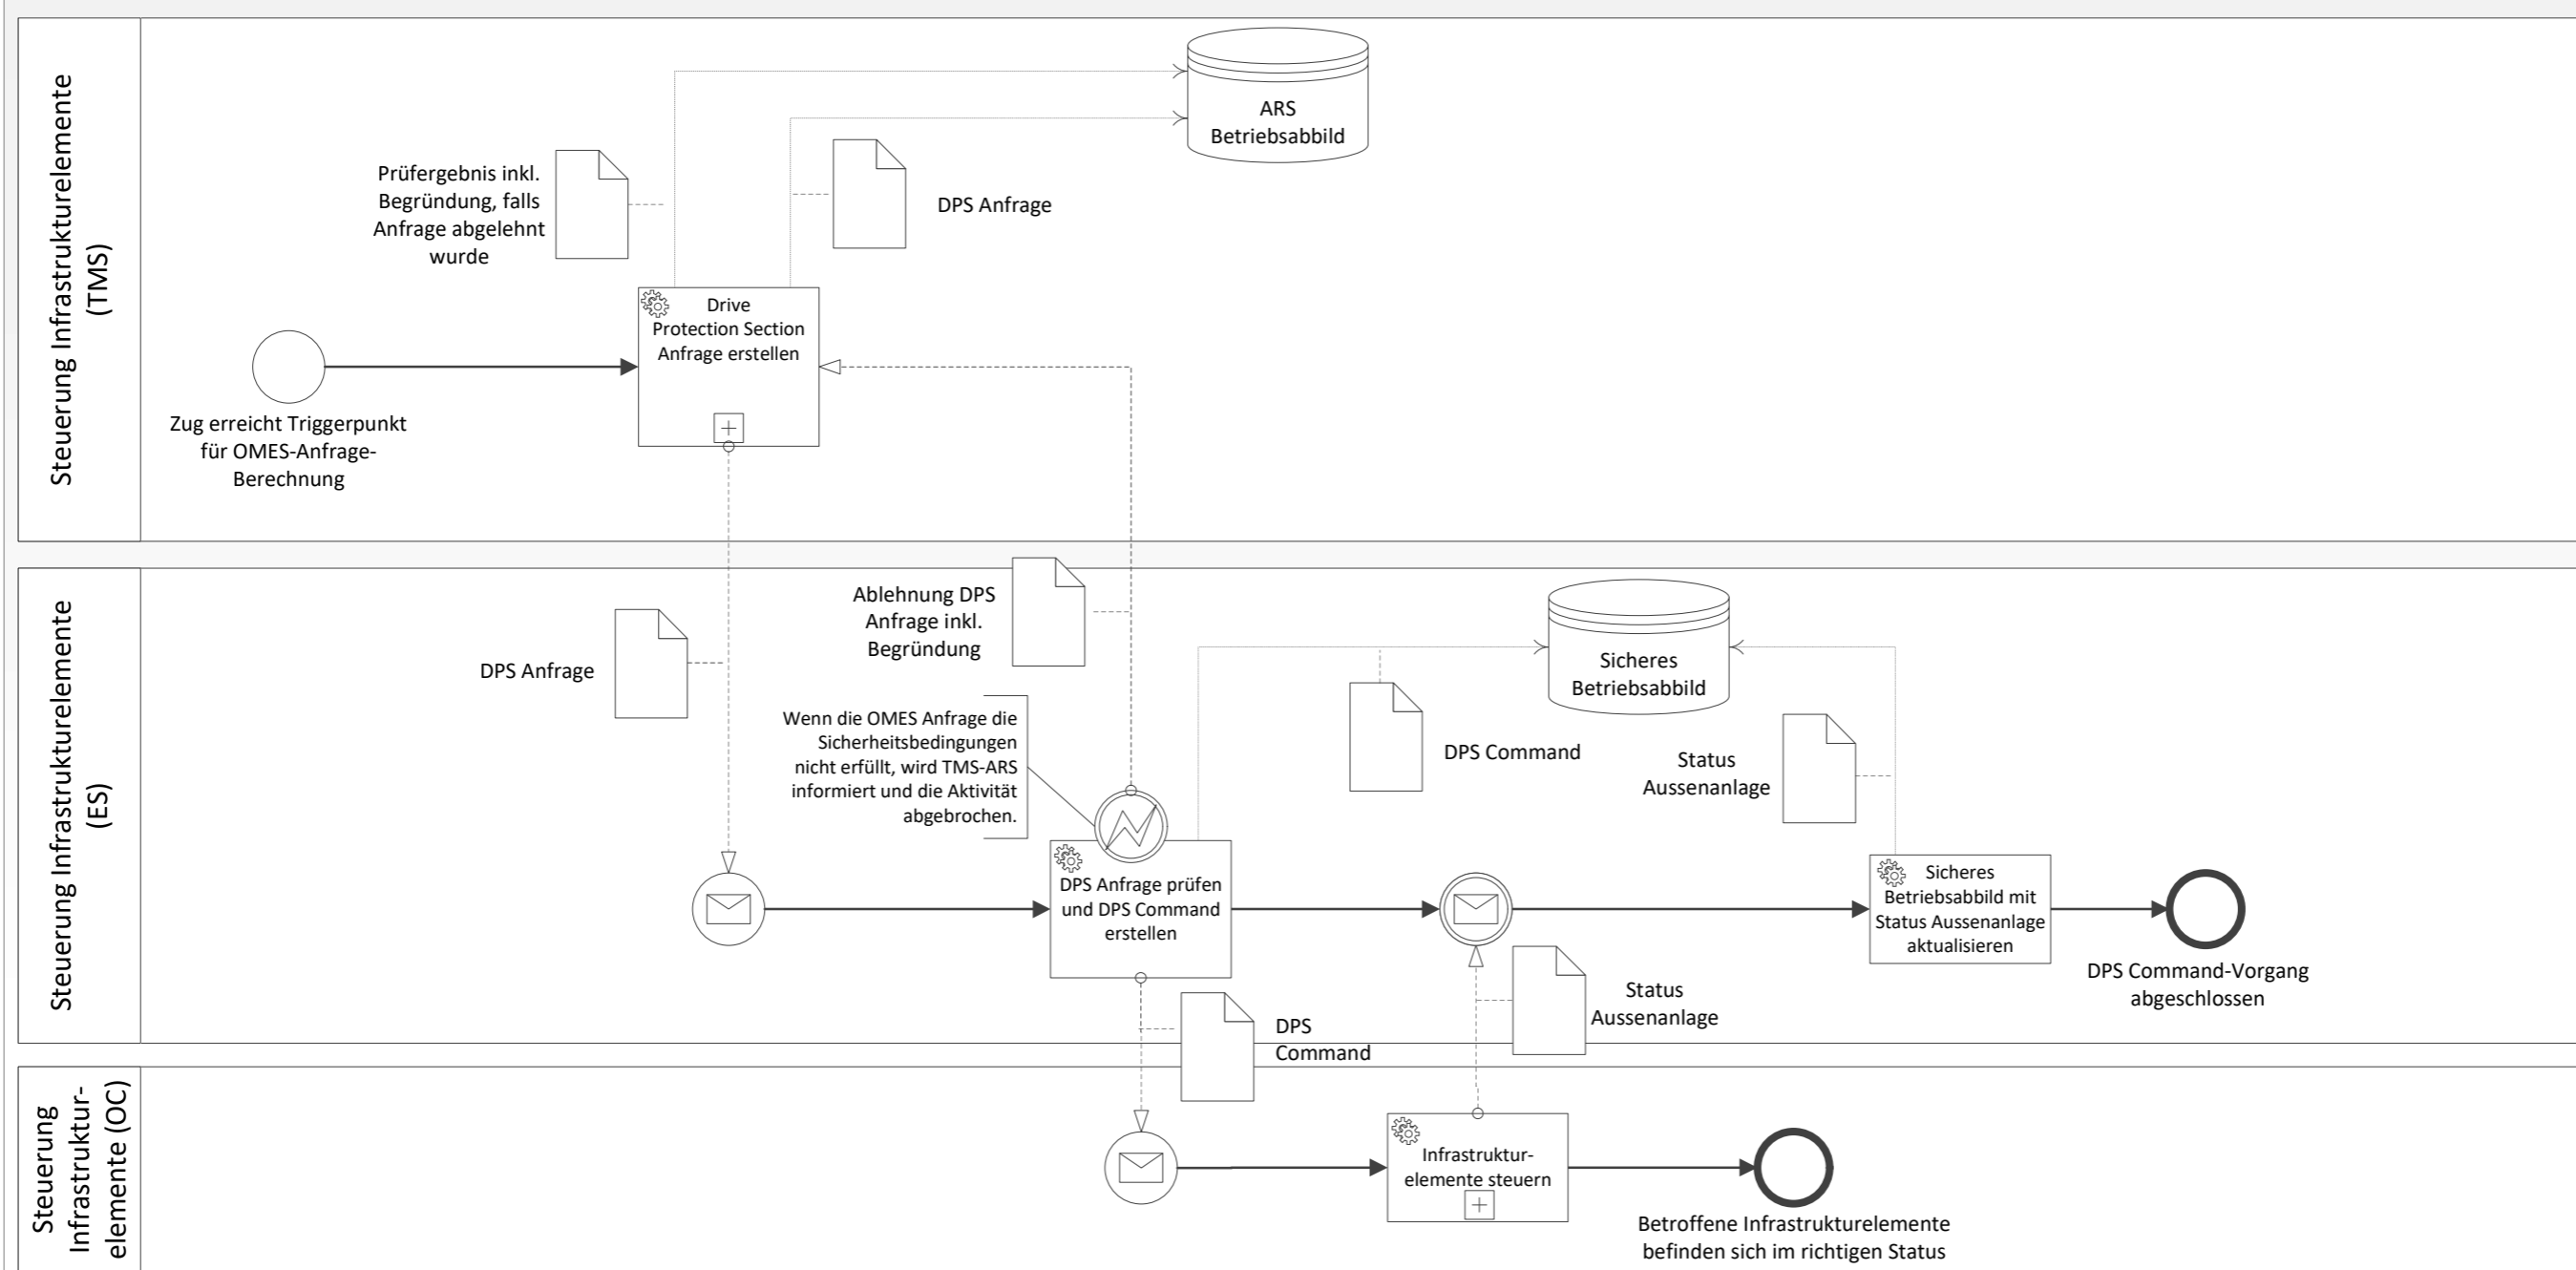 Steuerung Infrastrukturelemente
(TMS)
ARS
Betriebsabbild
Prüfergebnis inkl.
Begründung, falls
Anfrage abgelehnt
wurde
DPS Anfrage
Drive
Protection Section
Anfrage erstellen
Zug erreicht Triggerpunkt
für OMES-Anfrage-
Berechnung
Steuerung Infrastrukturelemente
(ES)
DPS Anfrage
Ablehnung DPS
Anfrage inkl.
Begründung
Wenn die OMES Anfrage die
Sicherheitsbedingungen
nicht erfüllt, wird TMS-ARS
informiert und die Aktivität
abgebrochen.
Sicheres
Betriebsabbild
DPS Command
Status
Aussenanlage
DPS Anfrage prüfen
und DPS Command
erstellen
Sicheres
Betriebsabbild mit
Status Aussenanlage
aktualisieren
DPS Command-Vorgang
abgeschlossen
DPS
Command
Status
Aussenanlage
Steuerung
Infrastruktur-
elemente (OC)
Infrastruktur-
elemente steuern
Betroffene Infrastrukturelemente
befinden sich im richtigen Status